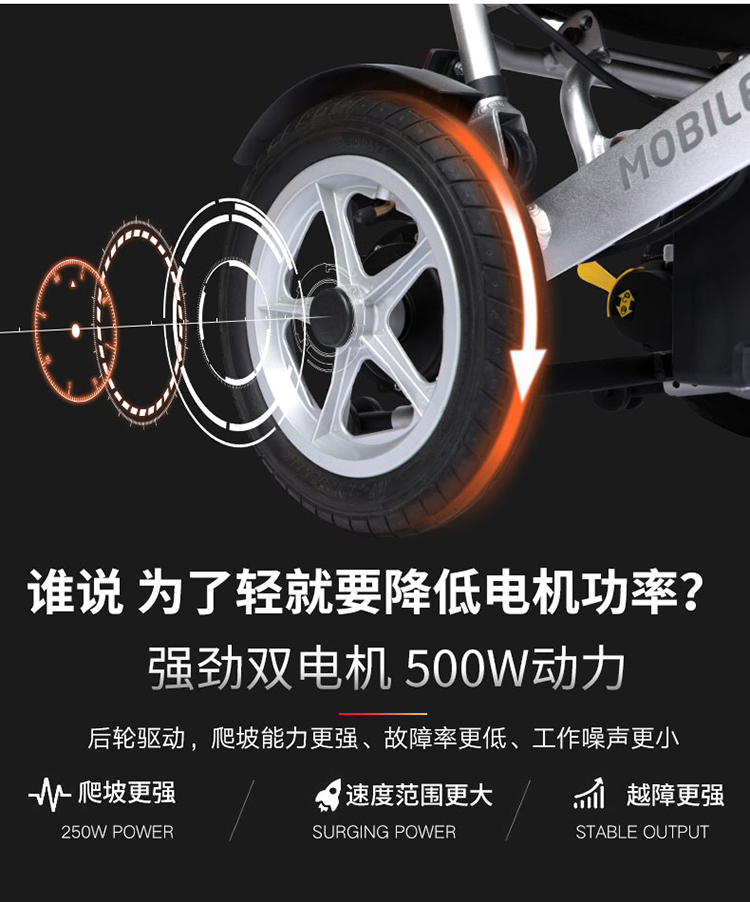 MOBILE
谁说 为了轻就要降低电机功率？
强劲双电机 500W动力
后轮驱动，爬坡能力更强、故障率更低、工作噪声更小
爬坡更强
250W POWER
速度范围更大
SURGING POWER
越障更强
STABLE OUTPUT